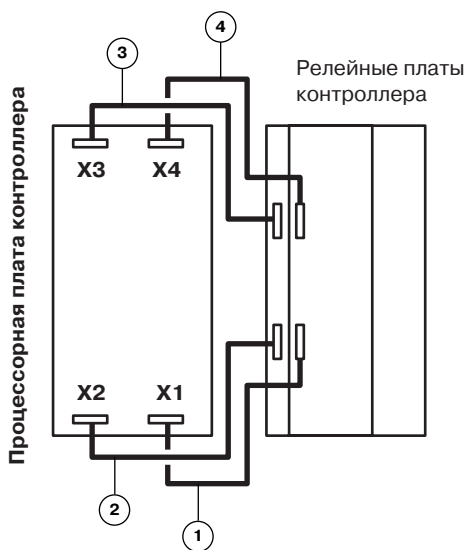 4
3
Релейные платы
контроллера
Процессорная плата контроллера
X3 X4
X2 X1
2
1